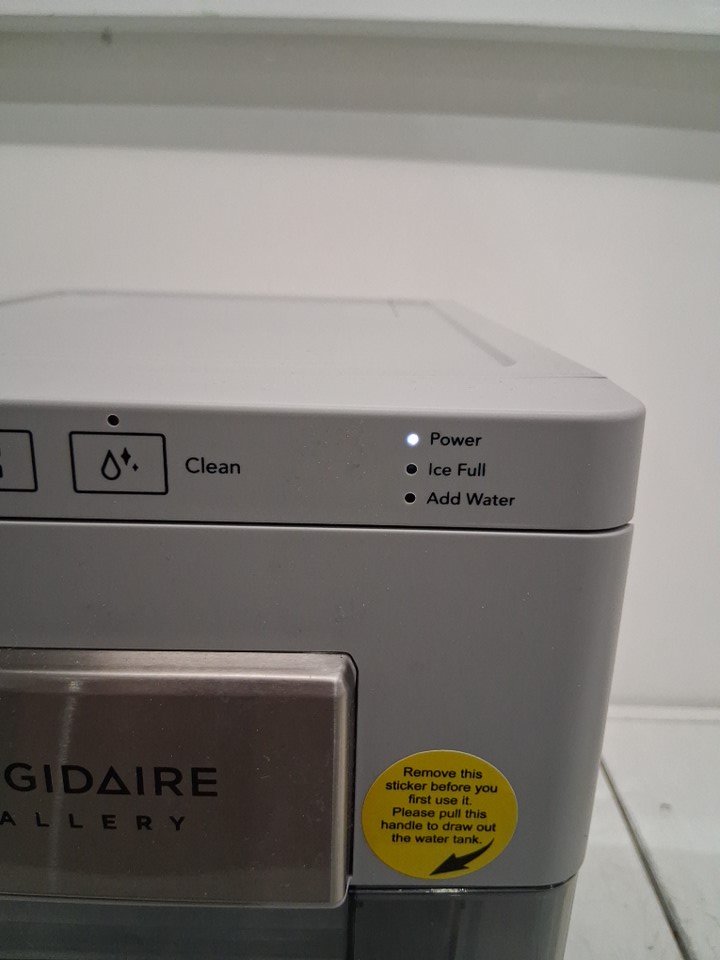 Clean
Power
Ice Full
Add Water
GIDAIRE
ALLERY
Remove this
sticker before you
first use it.
Please pull this
handle to draw out
the water tank.